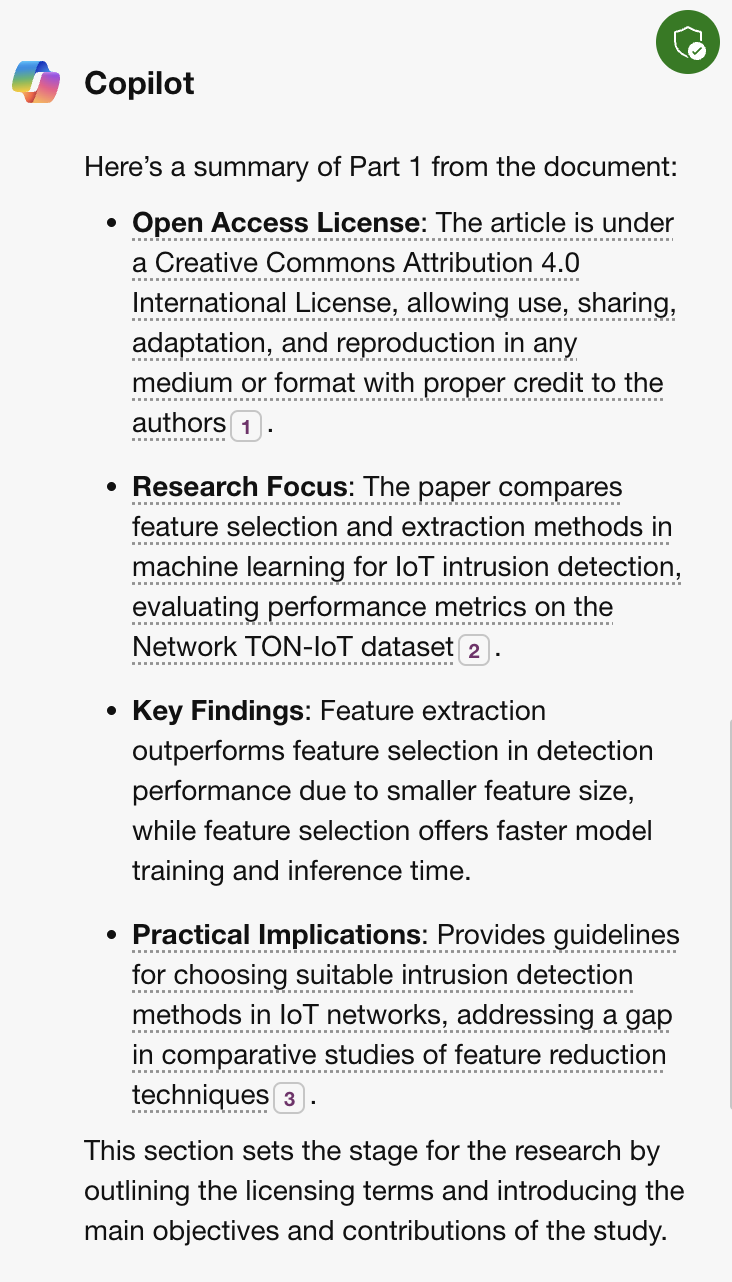 Copilot
Here’s a summary of Part 1 from the document:
• Open Access License: The article is under
a Creative Commons Attribution 4.0
International License, allowing use, sharing,
adaptation, and reproduction in any
medium or format with proper credit to the
authors 1 .
• Research Focus: The paper compares
feature selection and extraction methods in
machine learning for IoT intrusion detection,
evaluating performance metrics on the
Network TON-IoT dataset 2 .
• Key Findings: Feature extraction
outperforms feature selection in detection
performance due to smaller feature size,
while feature selection offers faster model
training and inference time.
• Practical Implications: Provides guidelines
for choosing suitable intrusion detection
methods in IoT networks, addressing a gap
in comparative studies of feature reduction
techniques 3 .
This section sets the stage for the research by
outlining the licensing terms and introducing the
main objectives and contributions of the study.